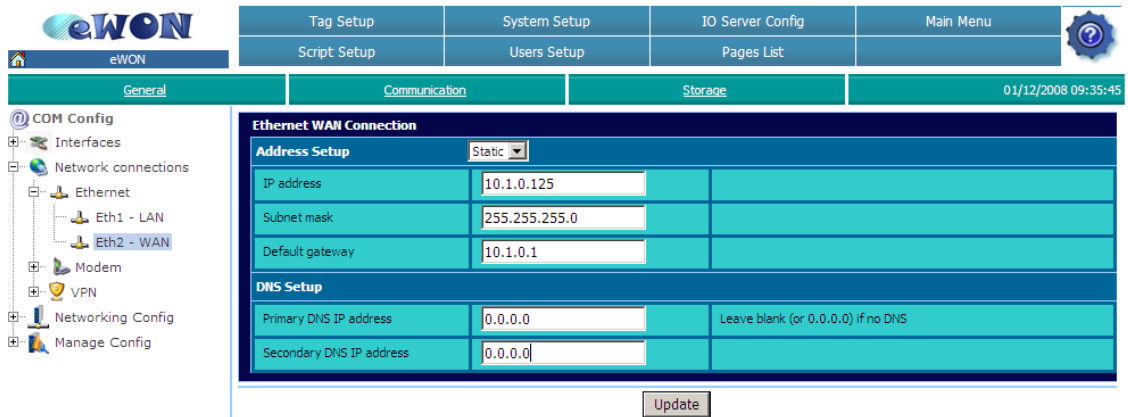 eWON
Tag Setup
System Setup
IO Server Config
Main Menu
eWON
Script Setup
Users Setup
Pages List
General
Communication
Storage
01/12/2008 09:35:45
COM Config
Interfaces
Network connections
Ethernet
Eth1 - LAN
Eth2 - WAN
Modem
VPN
Networking Config
Manage Config
Ethernet WAN Connection
Address Setup Static
IP address 10.1.0.125
Subnet mask 255.255.255.0
Default gateway 10.1.0.1
DNS Setup
Primary DNS IP address 0.0.0.0 Leave blank (or 0.0.0.0) if no DNS
Secondary DNS IP address 0.0.0.0
Update